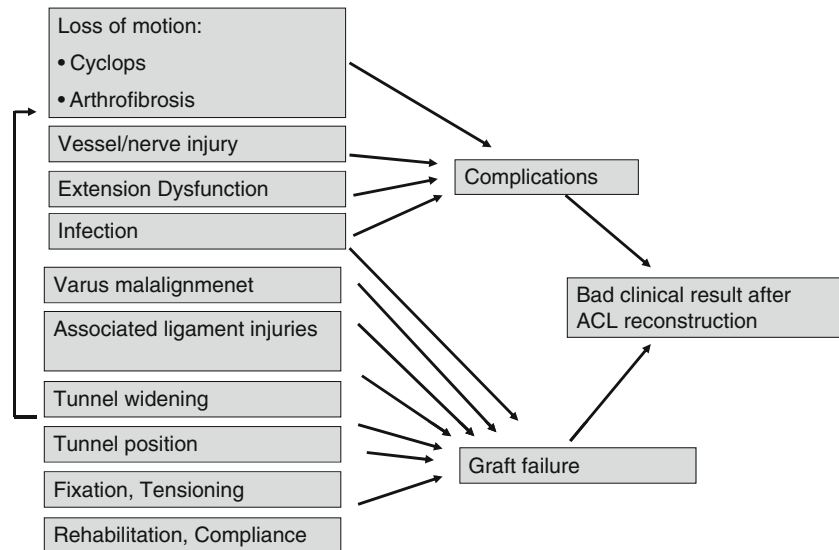 Loss of motion:
• Cyclops
• Arthrofibrosis
Vessel/nerve injury
Extension Dysfunction
Infection
Varus malalignmenet
Associated ligament injuries
Tunnel widening
Tunnel position
Fixation, Tensioning
Rehabilitation, Compliance
Complications
Graft failure
Bad clinical result after
ACL reconstruction